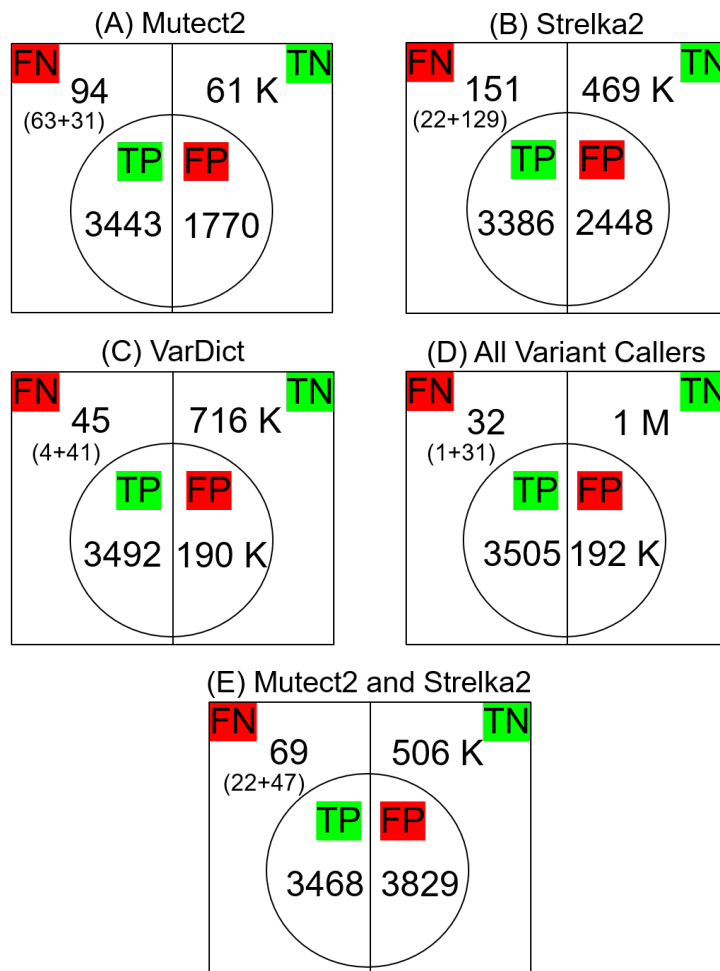 (A) Mutect2
FN
TN
94
61 K
(63+31)
TP
FP
3443
1770
(B) Strelka2
FN
TN
151
469 K
(22+129)
TP
FP
3386
2448
(C) VarDict
FN
TN
45
716 K
(4+41)
TP
FP
3492
190 K
(D) All Variant Callers
FN
TN
32
1 M
(1+31)
TP
FP
3505
192 K
(E) Mutect2 and Strelka2
FN
TN
69
506 K
(22+47)
TP
FP
3468
3829